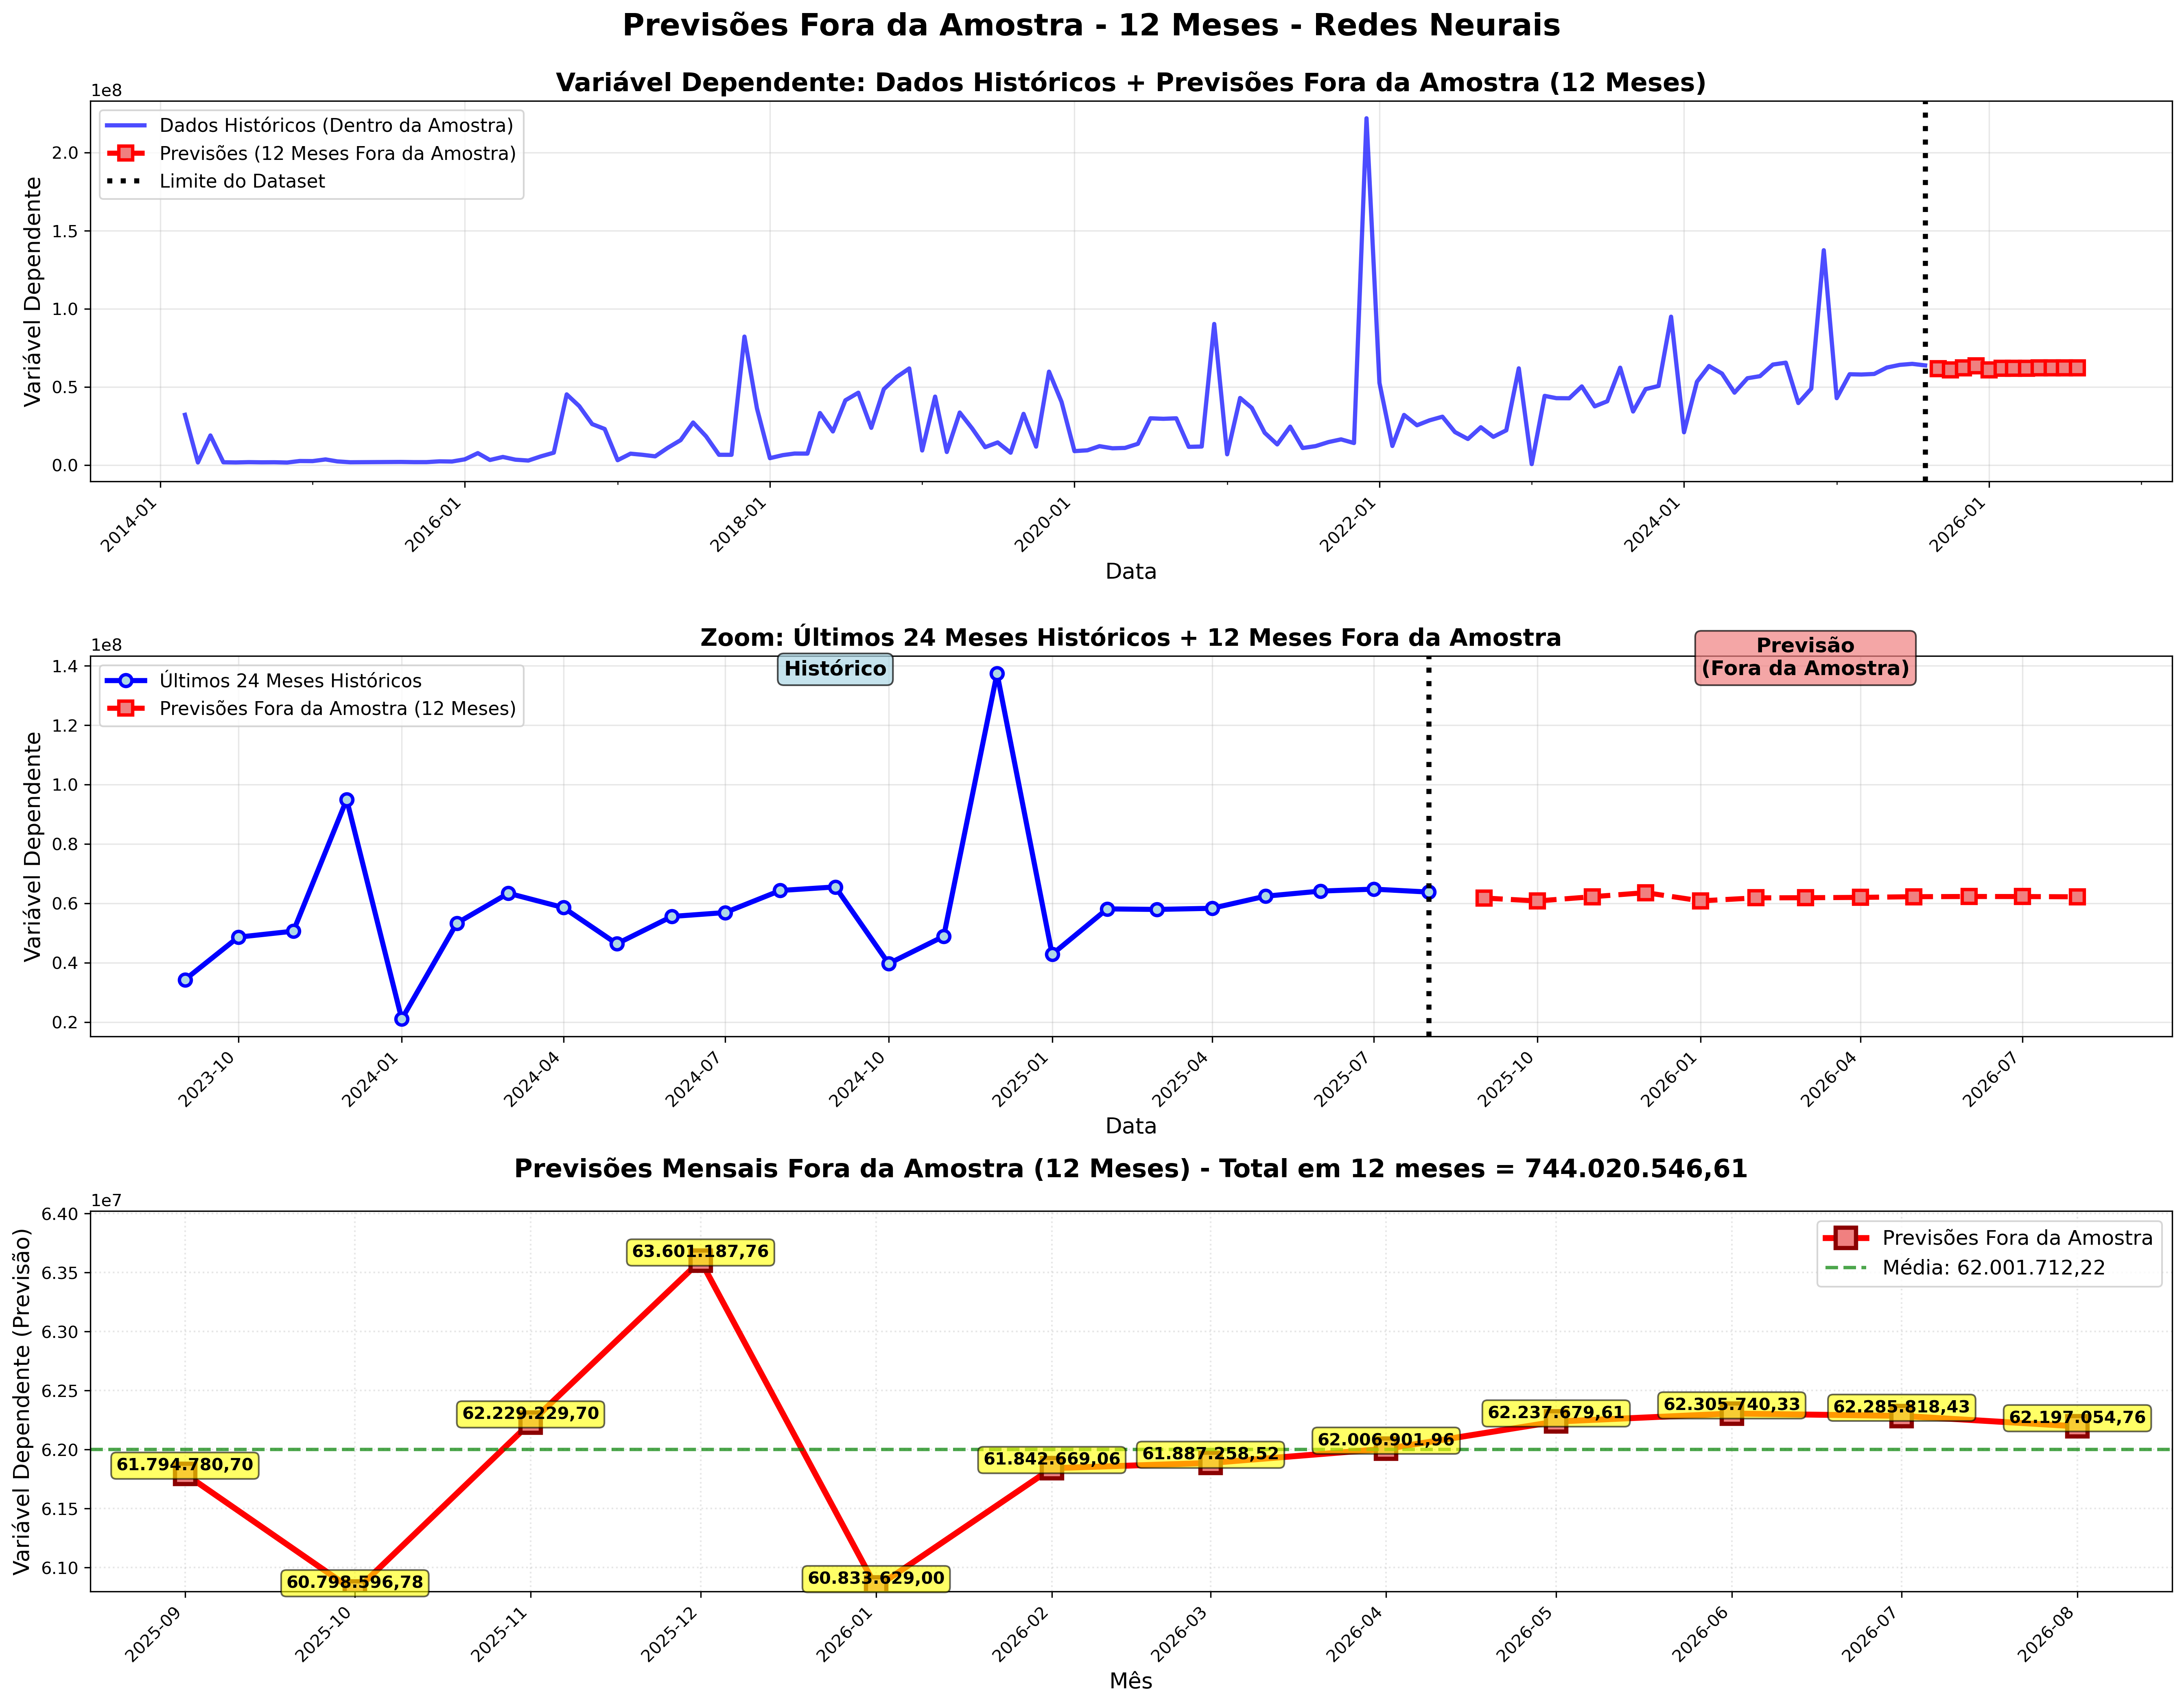 Previsões Fora da Amostra - 12 Meses - Redes Neurais
Variável Dependente: Dados Históricos + Previsões Fora da Amostra (12 Meses)
1e8
Dados Históricos (Dentro da Amostra)
Previsões (12 Meses Fora da Amostra)
Limite do Dataset
Variável Dependente
2.0
1.5
1.0
0.5
0.0
2014-01
2016-01
2018-01
2020-01
2022-01
2024-01
2026-01
Data
Zoom: Últimos 24 Meses Históricos + 12 Meses Fora da Amostra
1e8
Últimos 24 Meses Históricos
Previsões Fora da Amostra (12 Meses)
Histórico
Previsão
(Fora da Amostra)
Variável Dependente
1.4
1.2
1.0
0.8
0.6
0.4
0.2
2023-10
2024-01
2024-04
2024-07
2024-10
2025-01
2025-04
2025-07
2025-10
2026-01
2026-04
2026-07
Data
Previsões Mensais Fora da Amostra (12 Meses) - Total em 12 meses = 744.020.546,61
1e7
Previsões Fora da Amostra
Média: 62.001.712,22
Variável Dependente (Previsão)
6.40
6.35
6.30
6.25
6.20
6.15
6.10
61.794.780,70
60.798.596,78
62.229.229,70
63.601.187,76
60.833.629,00
61.842.669,06
61.887.258,52
62.006.901,96
62.237.679,61
62.305.740,33
62.285.818,43
62.197.054,76
2025-09
2025-10
2025-11
2025-12
2026-01
2026-02
2026-03
2026-04
2026-05
2026-06
2026-07
2026-08
Mês